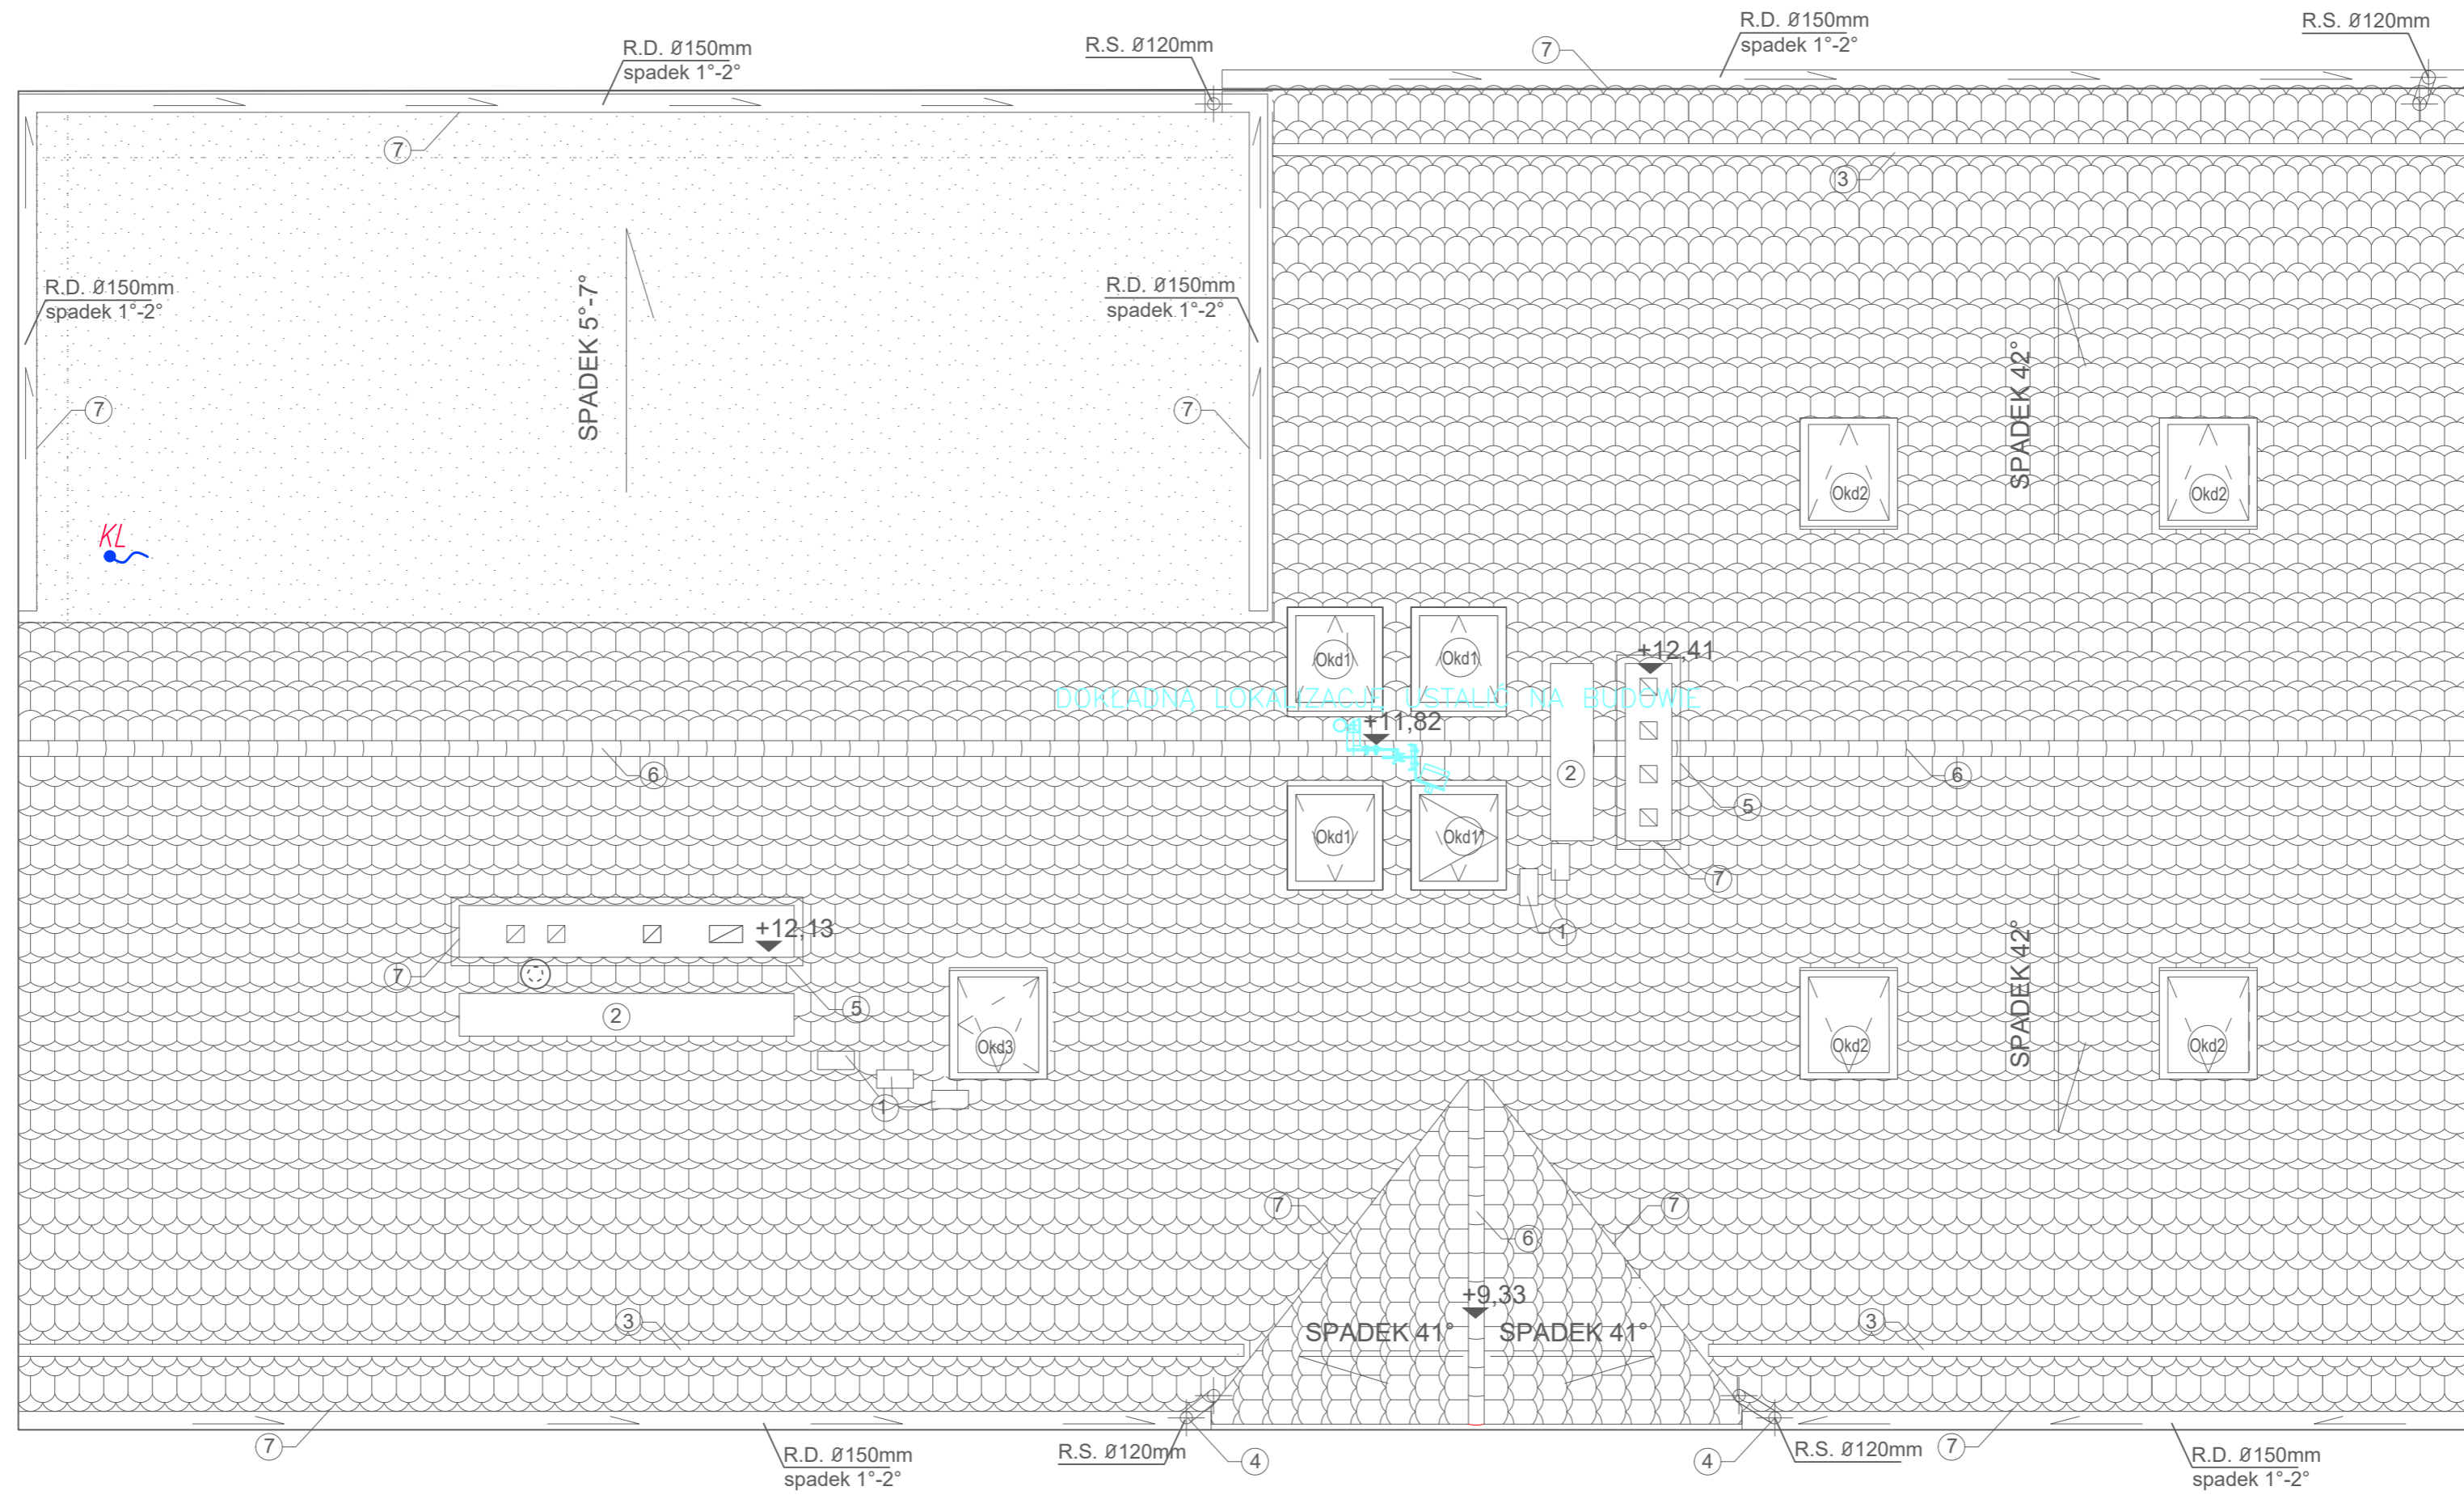 R.D. Ø150mm
spadek 1°-2°
R.S. Ø120mm
7
R.D. Ø150mm
spadek 1°-2°
R.S. Ø120mm
7
3
R.D. Ø150mm
spadek 1°-2°
SPADEK 5°-7°
R.D. Ø150mm
spadek 1°-2°
SPADEK 42°
7
7
Okd2
Okd2
KL
Okd1
Okd1
+12,41
DOKŁADNĄ LOKALIZACJĘ USTALIĆ NA BUDOWIE
+11,82
6
2
6
5
Okd1
Okd1*
7
+12,13
1
7
SPADEK 42°
2
5
Okd3
Okd2
Okd2
1
7
7
6
+9,33
3
SPADEK 41°
SPADEK 41°
3
7
R.D. Ø150mm
spadek 1°-2°
R.S. Ø120mm
4
4
R.S. Ø120mm
7
R.D. Ø150mm
spadek 1°-2°